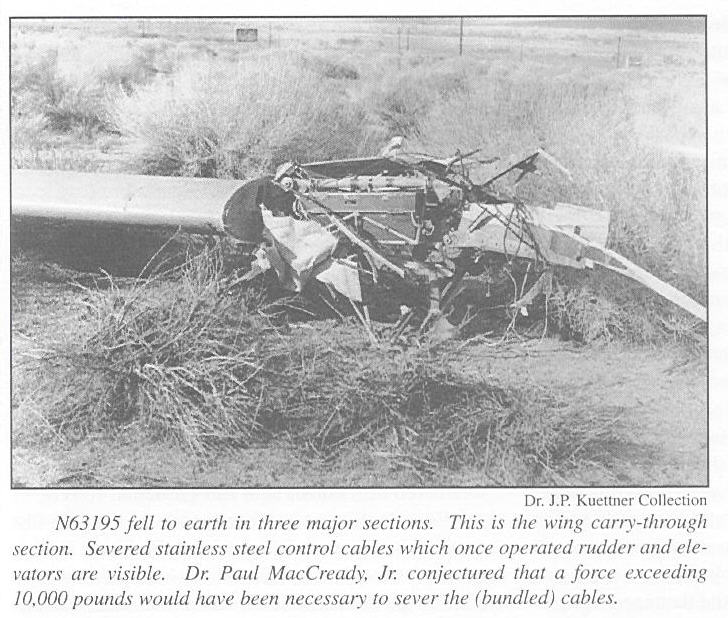 Dr. J.P. Kuettner Collection
N63195 fell to earth in three major sections. This is the wing carry-through
section. Severed stainless steel control cables which once operated rudder and ele-
vators are visible. Dr. Paul MacCready, Jr. conjectured that a force exceeding
10,000 pounds would have been necessary to sever the (bundled) cables.